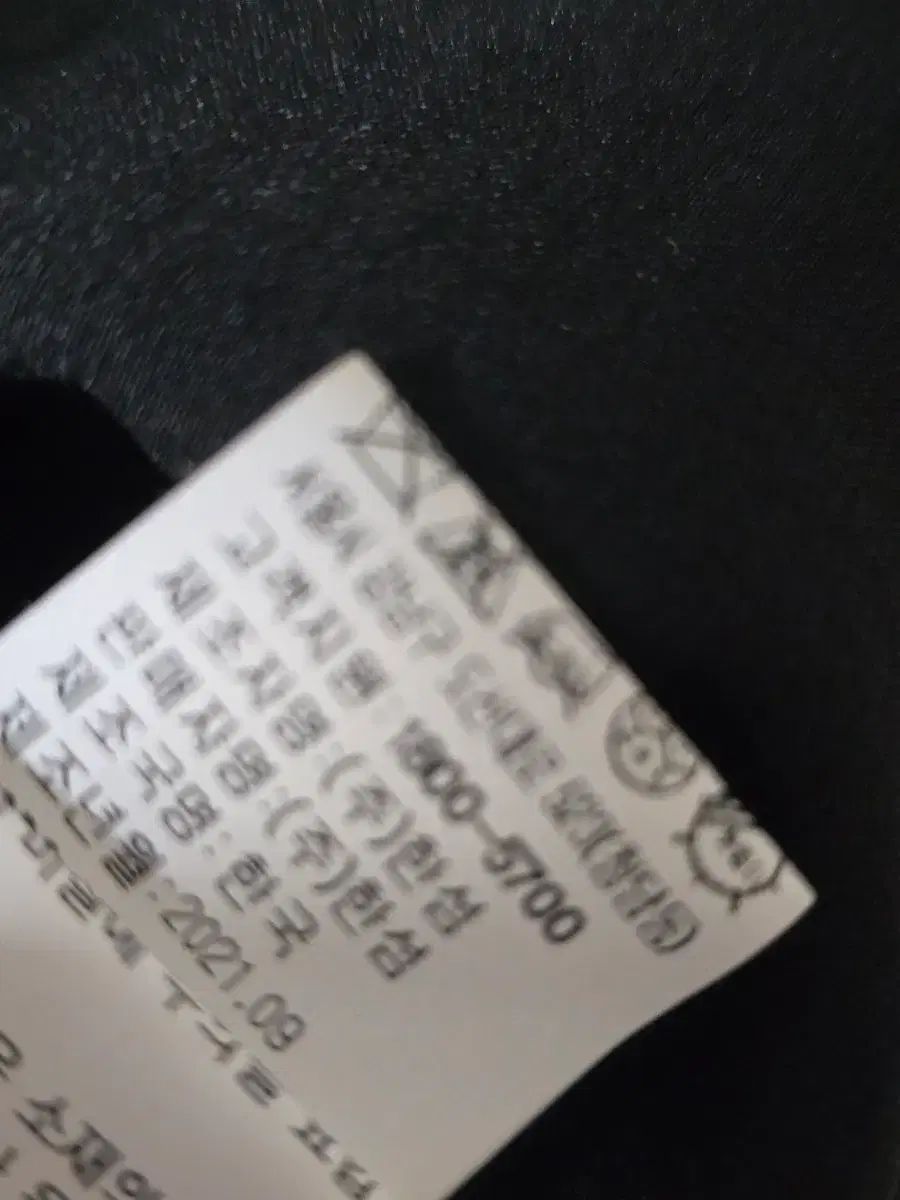 제조년월:2021.09
제조국명:한국
판매자명:(주)한섬
제조자명:(주)한섬
고객지원:1800-5700
서울시 강남구 도산대로 523(청담동)
소재